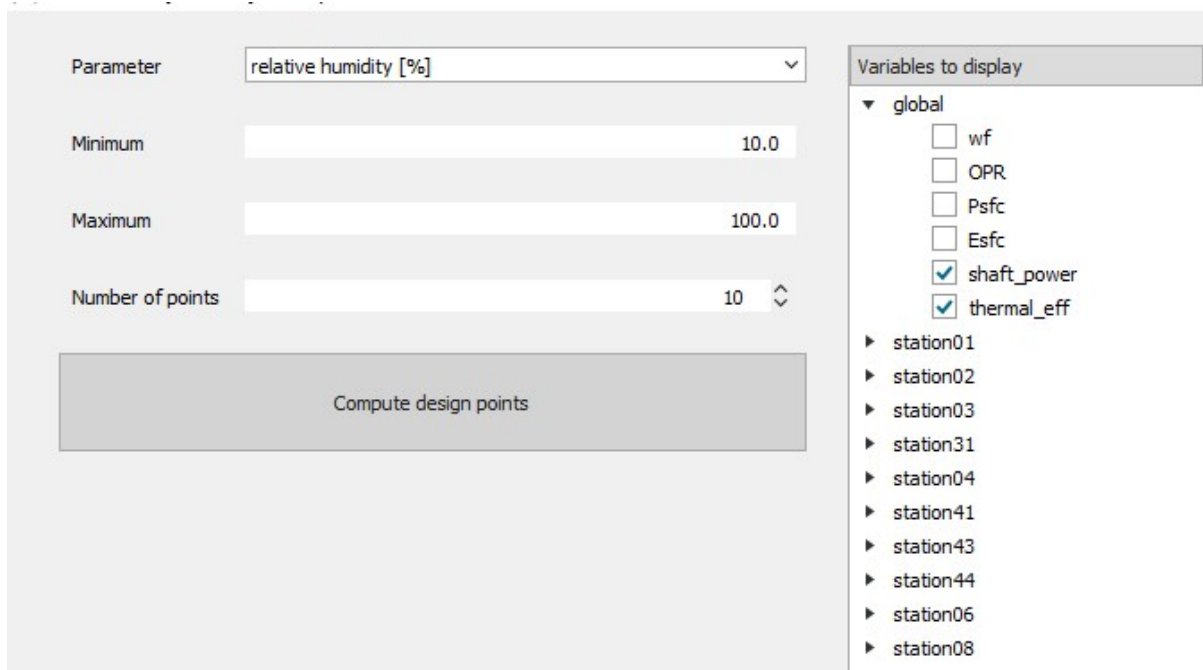 Parameter
relative humidity [%]
Minimum
10.0
Maximum
100.0
Number of points
10
Compute design points
Variables to display
global
wf
OPR
Psfc
Esfc
shaft_power
thermal_eff
station01
station02
station03
station31
station04
station41
station43
station44
station06
station08